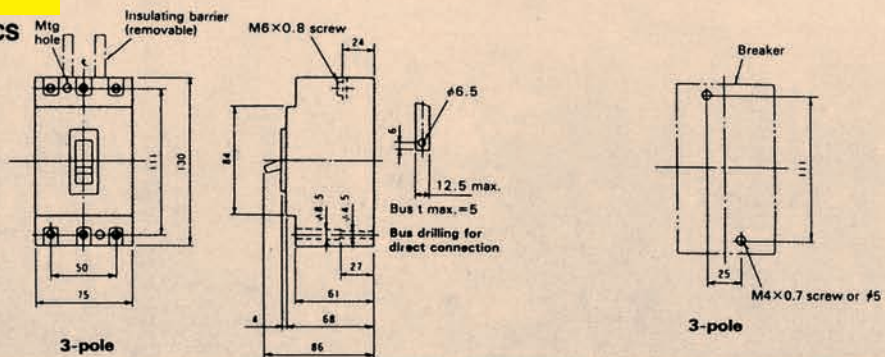 CS
Mtg
hole
Insulating barrier
(removable)
℄
111
130
50
75
3-pole
M6×0.8 screw
24
84
φ8.5
φ4.5
27
61
4
68
86
φ6.5
6
12.5 max.
Bus t max.=5
Bus drilling for
direct connection
Breaker
111
25
M4×0.7 screw or φ5
3-pole